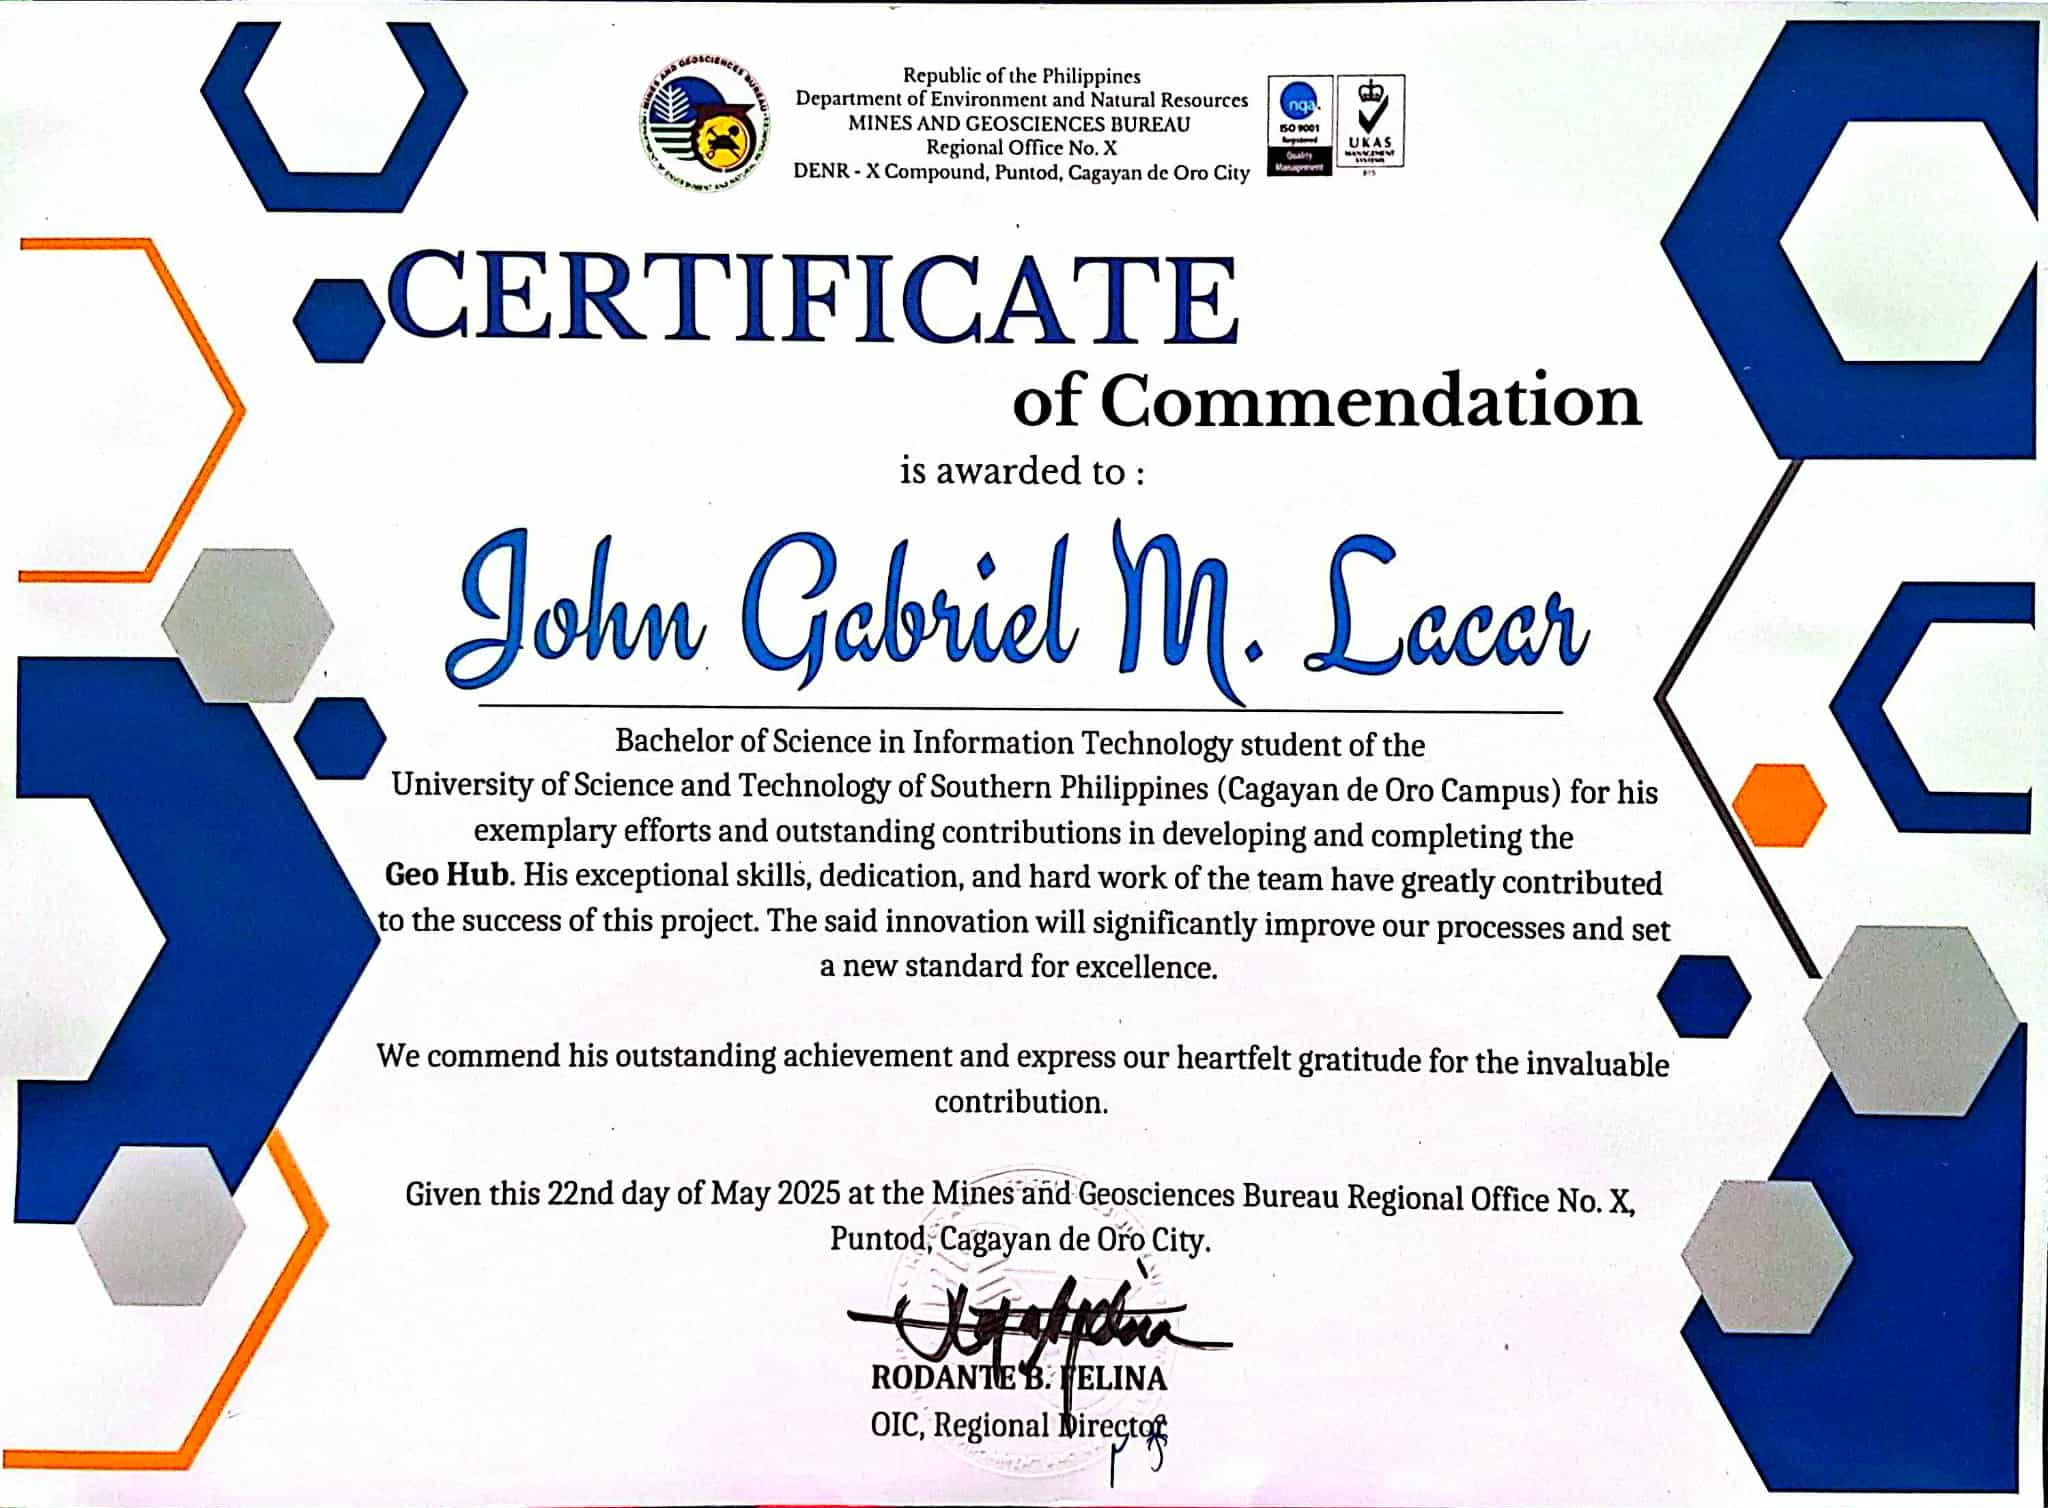 MINES AND GEOSCIENCES BUREAU
Republic of the Philippines
Department of Environment and Natural Resources
MINES AND GEOSCIENCES BUREAU
Regional Office No. X
DENR - X Compound, Puntod, Cagayan de Oro City
nqa.
ISO 9001
Registered
Quality
Management
UKAS
MANAGEMENT
SYSTEMS
015
CERTIFICATE
of Commendation
is awarded to :
John Gabriel M. Lacar
Bachelor of Science in Information Technology student of the
University of Science and Technology of Southern Philippines (Cagayan de Oro Campus) for his
exemplary efforts and outstanding contributions in developing and completing the
Geo Hub. His exceptional skills, dedication, and hard work of the team have greatly contributed
to the success of this project. The said innovation will significantly improve our processes and set
a new standard for excellence.
We commend his outstanding achievement and express our heartfelt gratitude for the invaluable
contribution.
Given this 22nd day of May 2025 at the Mines and Geosciences Bureau Regional Office No. X,
Puntod, Cagayan de Oro City.
RODANTE B. FELINA
OIC, Regional Director